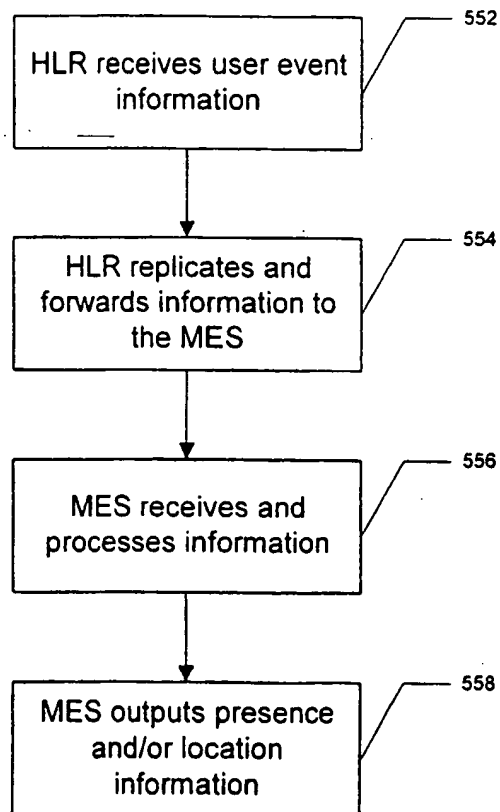 552
HLR receives user event
information
554
HLR replicates and
forwards information to
the MES
556
MES receives and
processes information
558
MES outputs presence
and/or location
information